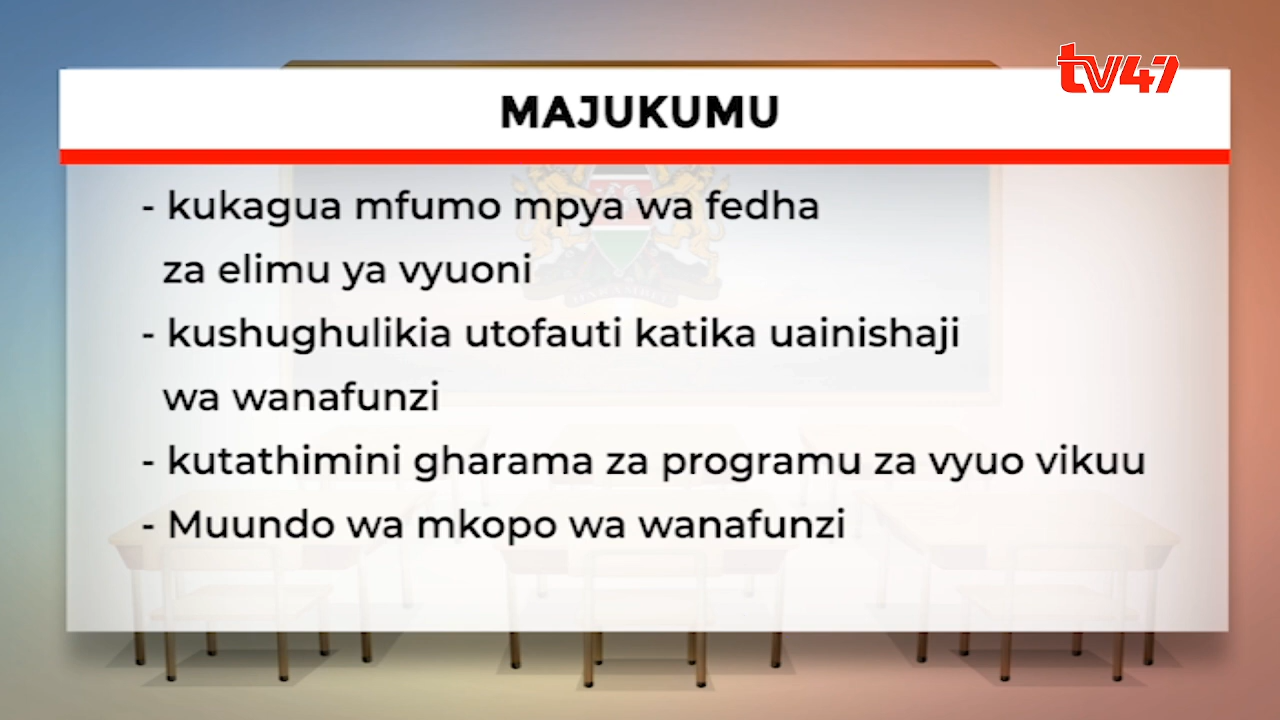 tv47
MAJUKUMU
- kukagua mfumo mpya wa fedha
za elimu ya vyuoni
- kushughulikia utofauti katika uainishaji
wa wanafunzi
- kutathimini gharama za programu za vyuo vikuu
- Muundo wa mkopo wa wanafunzi